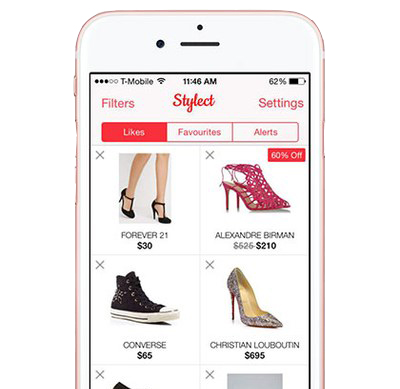 T-Mobile 11:46 AM 62%
Filters Stylect Settings
Likes Favourites Alerts
60% Off
FOREVER 21
$30
ALEXANDRE BIRMAN
$525 $210
CONVERSE
$65
CHRISTIAN LOUBOUTIN
$695